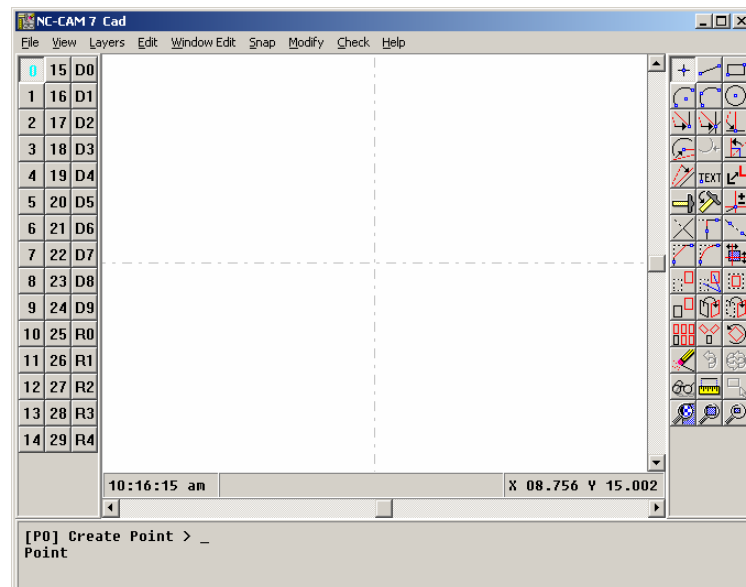 NC-CAM 7 Cad
File View Layers Edit Window Edit Snap Modify Check Help
0 15 D0
1 16 D1
2 17 D2
3 18 D3
4 19 D4
5 20 D5
6 21 D6
7 22 D7
8 23 D8
9 24 D9
10 25 R0
11 26 R1
12 27 R2
13 28 R3
14 29 R4
TEXT
10:16:15 am
X 08.756 Y 15.002
[PO] Create Point > _
Point